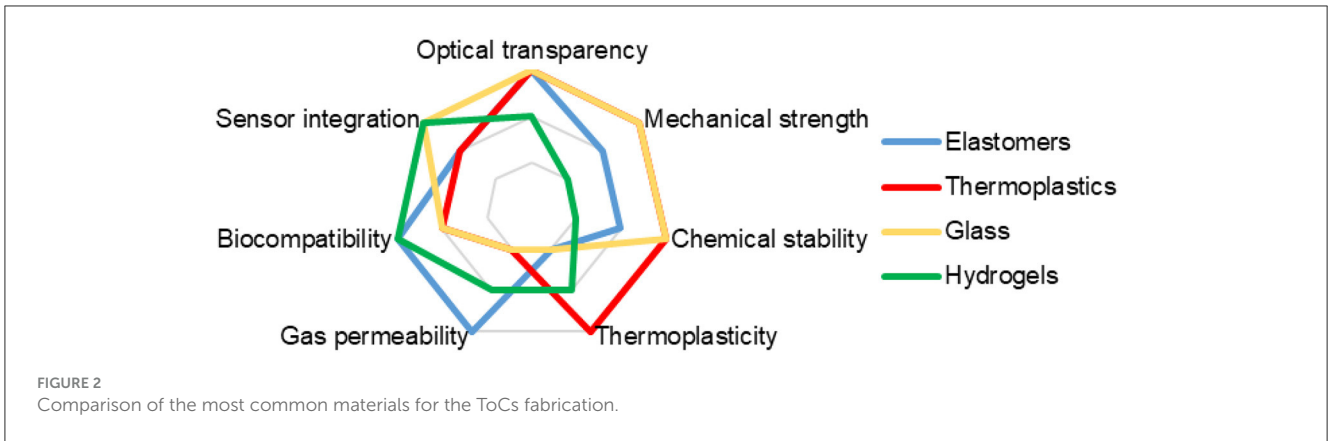 Optical transparency
Sensor integration
Mechanical strength
Biocompatibility
Chemical stability
Gas permeability
Thermoplasticity
Elastomers
Thermoplastics
Glass
Hydrogels
FIGURE 2
Comparison of the most common materials for the ToCs fabrication.